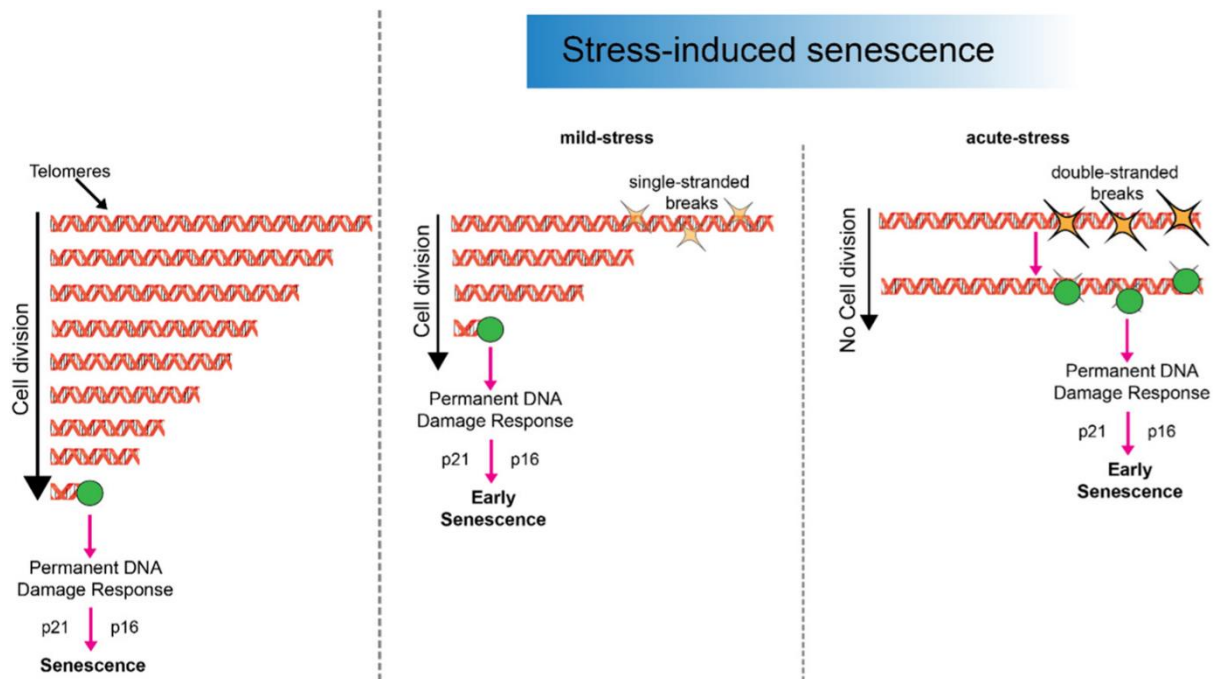 Stress-induced senescence
Telomeres
Cell division
Permanent DNA
Damage Response
p21 p16
Senescence
mild-stress
single-stranded
breaks
Cell division
Permanent DNA
Damage Response
p21 p16
Early
Senescence
acute-stress
double-stranded
breaks
No Cell division
Permanent DNA
Damage Response
p21 p16
Early
Senescence